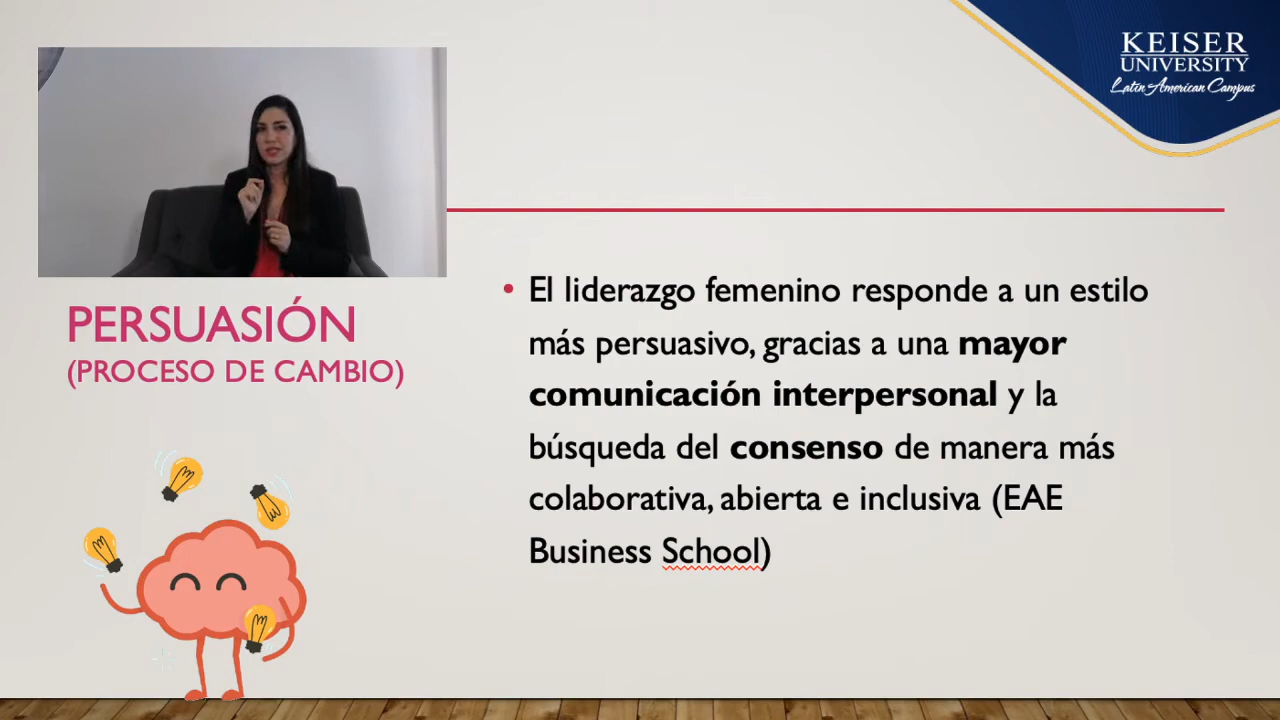 KEISER
UNIVERSITY
Latin American Campus
PERSUASIÓN
(PROCESO DE CAMBIO)
• El liderazgo femenino responde a un estilo
más persuasivo, gracias a una mayor
comunicación interpersonal y la
búsqueda del consenso de manera más
colaborativa, abierta e inclusiva (EAE
Business School)